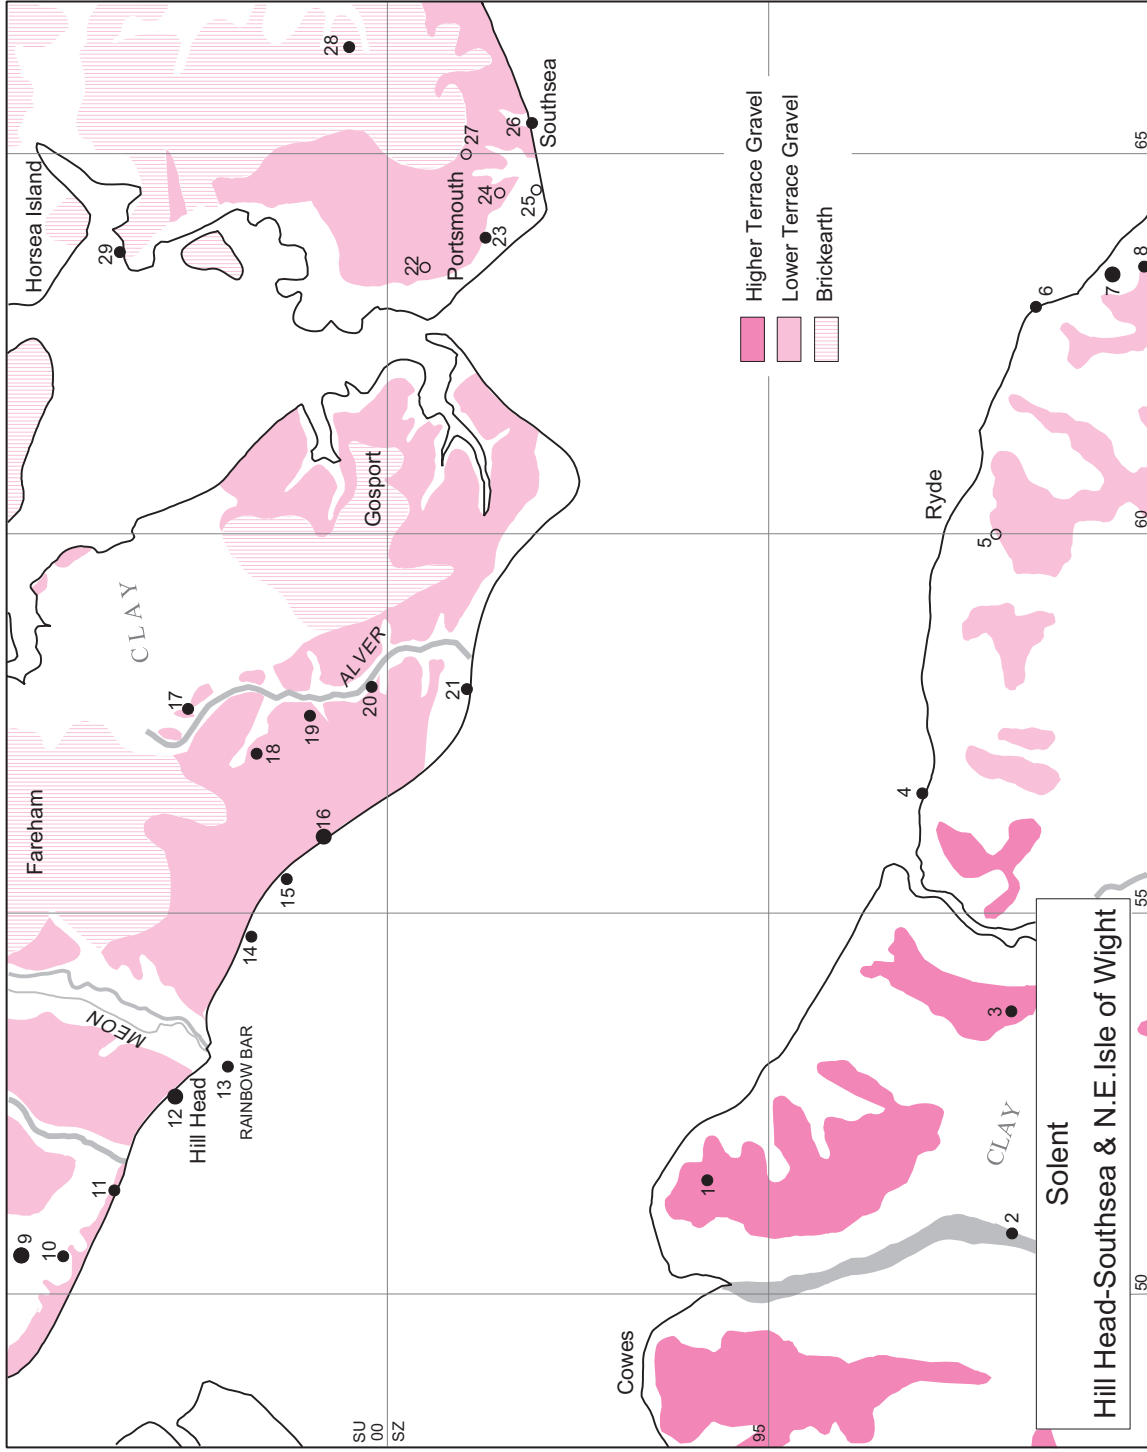 Fareham
Horsea Island
CLAY
MEON
Hill Head
RAINBOW BAR
ALVER
Gosport
Portsmouth
Southsea
9
10
11
12
13
14
15
16
17
18
19
20
21
22
23
24
25
26
27
28
29
SU
00
SZ
Higher Terrace Gravel
Lower Terrace Gravel
Brickearth
Cowes
Ryde
CLAY
1
2
3
4
5
6
7
8
95
50
55
60
65
Solent
Hill Head-Southsea & N.E.Isle of Wight